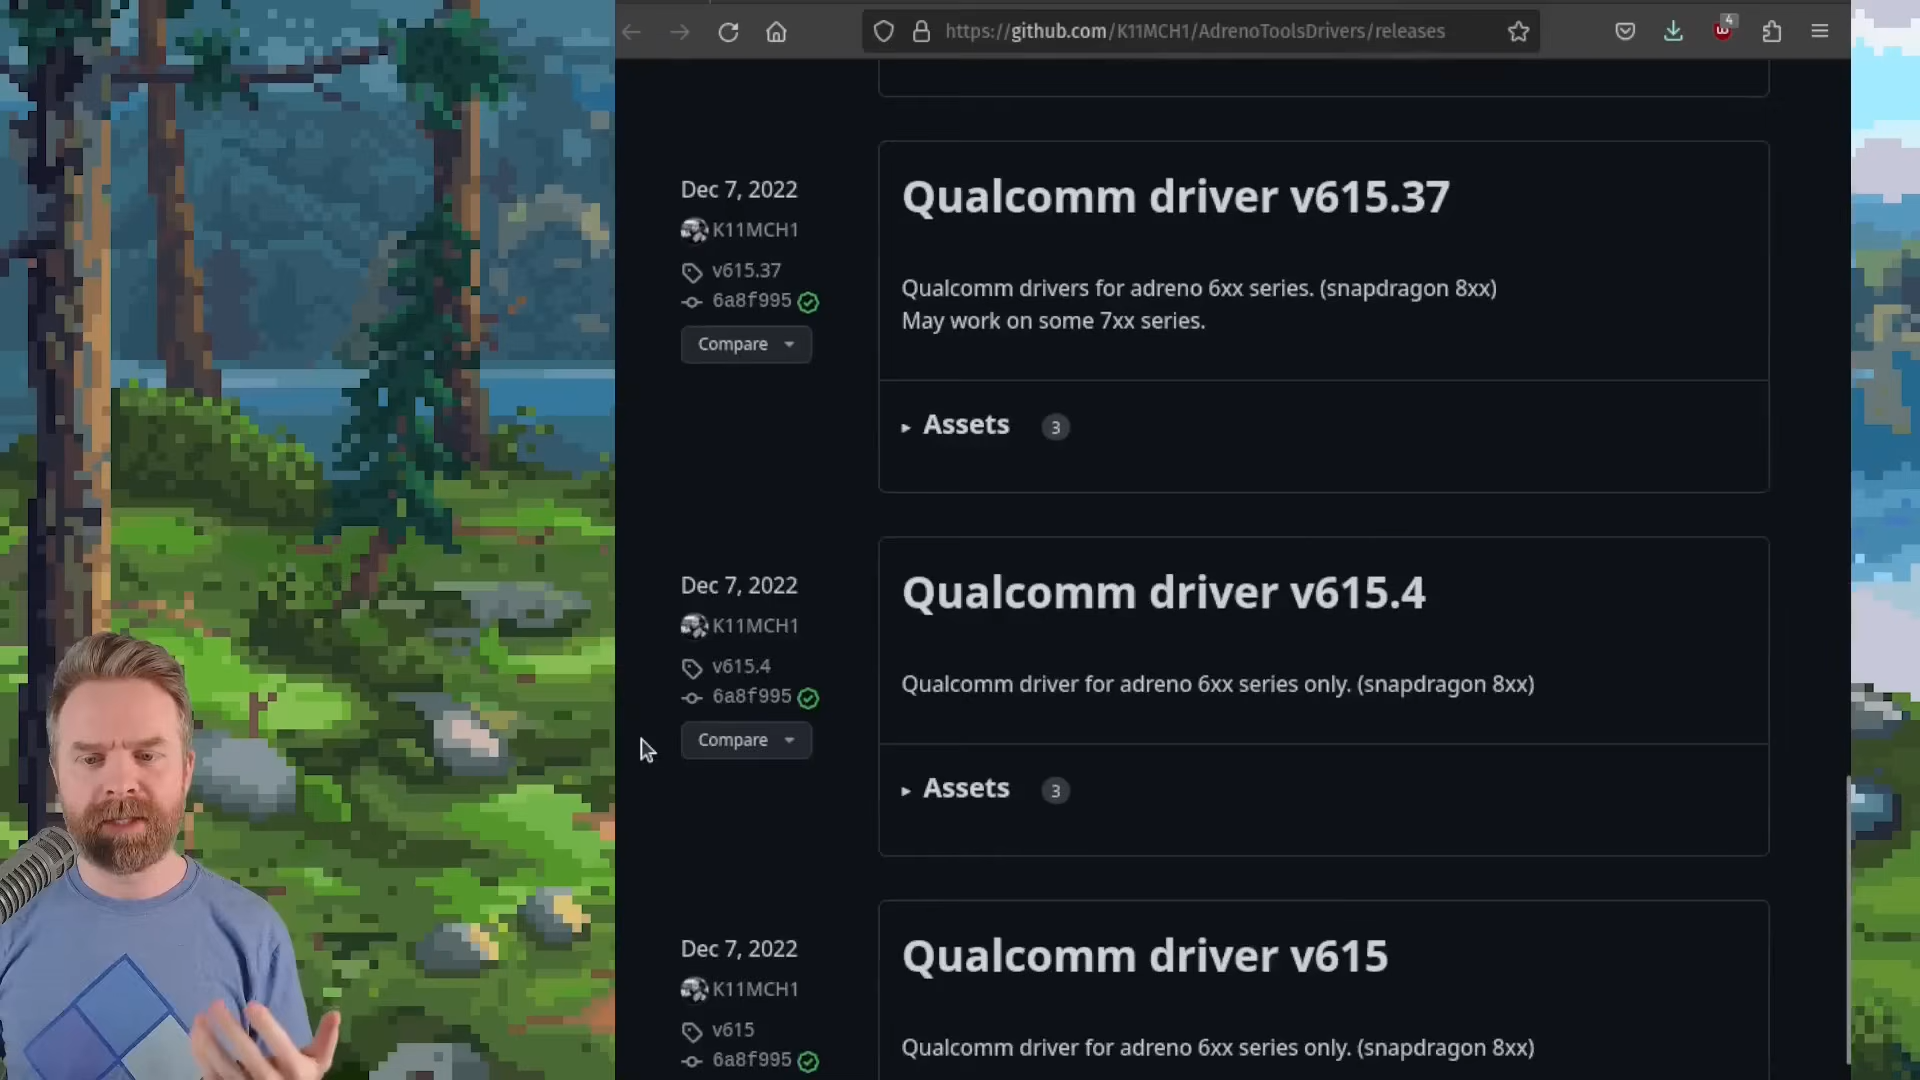 https://github.com/K11MCH1/AdrenoToolsDrivers/releases
4
Dec 7, 2022
K11MCH1
v615.37
6a8f995
Compare
Qualcomm driver v615.37
Qualcomm drivers for adreno 6xx series. (snapdragon 8xx)
May work on some 7xx series.
Assets 3
Dec 7, 2022
K11MCH1
v615.4
6a8f995
Compare
Qualcomm driver v615.4
Qualcomm driver for adreno 6xx series only. (snapdragon 8xx)
Assets 3
Dec 7, 2022
K11MCH1
v615
6a8f995
Qualcomm driver v615
Qualcomm driver for adreno 6xx series only. (snapdragon 8xx)